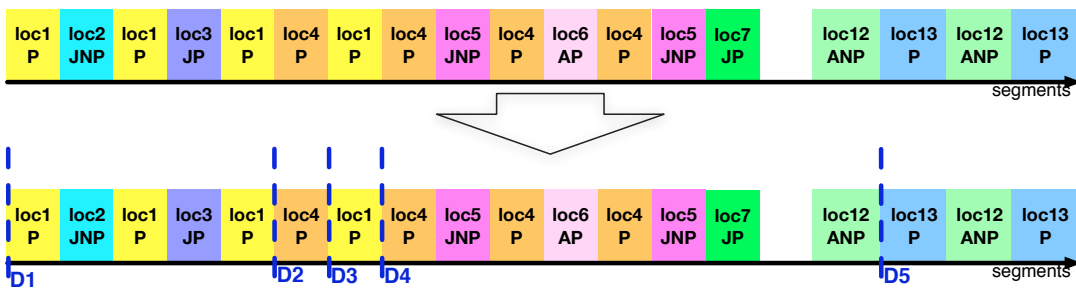 loc1 loc2 loc1 loc3 loc1 loc4 loc1 loc4 loc5 loc4 loc6 loc4 loc5 loc7 loc12 loc13 loc12 loc13
P JNP P JP P P P P JNP P AP P JNP JP ANP P ANP P
segments
loc1 loc2 loc1 loc3 loc1 loc4 loc1 loc4 loc5 loc4 loc6 loc4 loc5 loc7 loc12 loc13 loc12 loc13
P JNP P JP P P P P JNP P AP P JNP JP ANP P ANP P
D1 D2 D3 D4 D5 segments